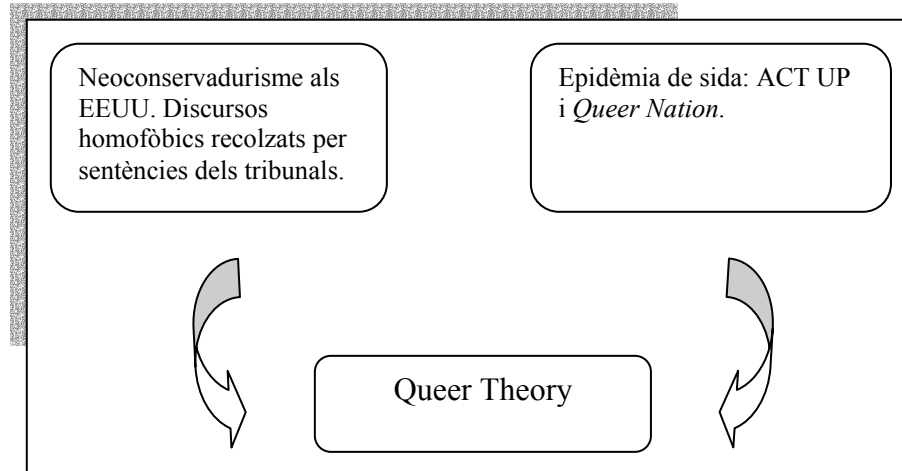 Neoconservadurisme als
EEUU. Discursos
homofòbics recolzats per
sentències dels tribunals.
Epidèmia de sida: ACT UP
i Queer Nation.
Queer Theory